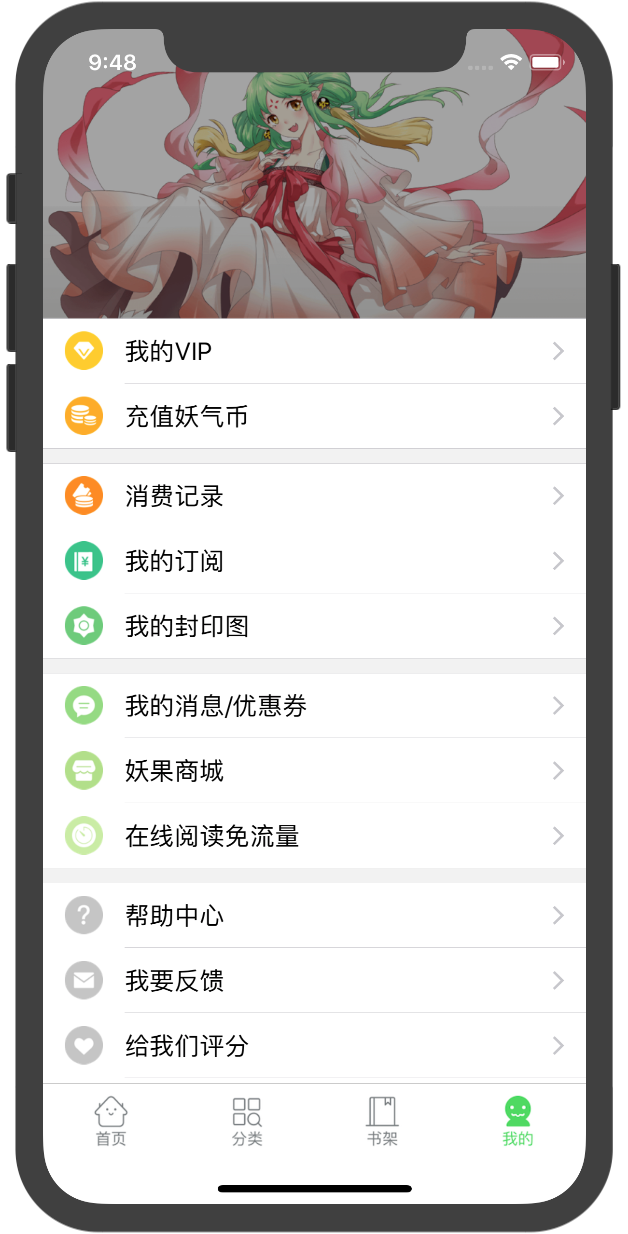 9:48
我的VIP
充值妖气币
消费记录
我的订阅
我的封印图
我的消息/优惠券
妖果商城
在线阅读免流量
帮助中心
我要反馈
给我们评分
首页 分类 书架 我的